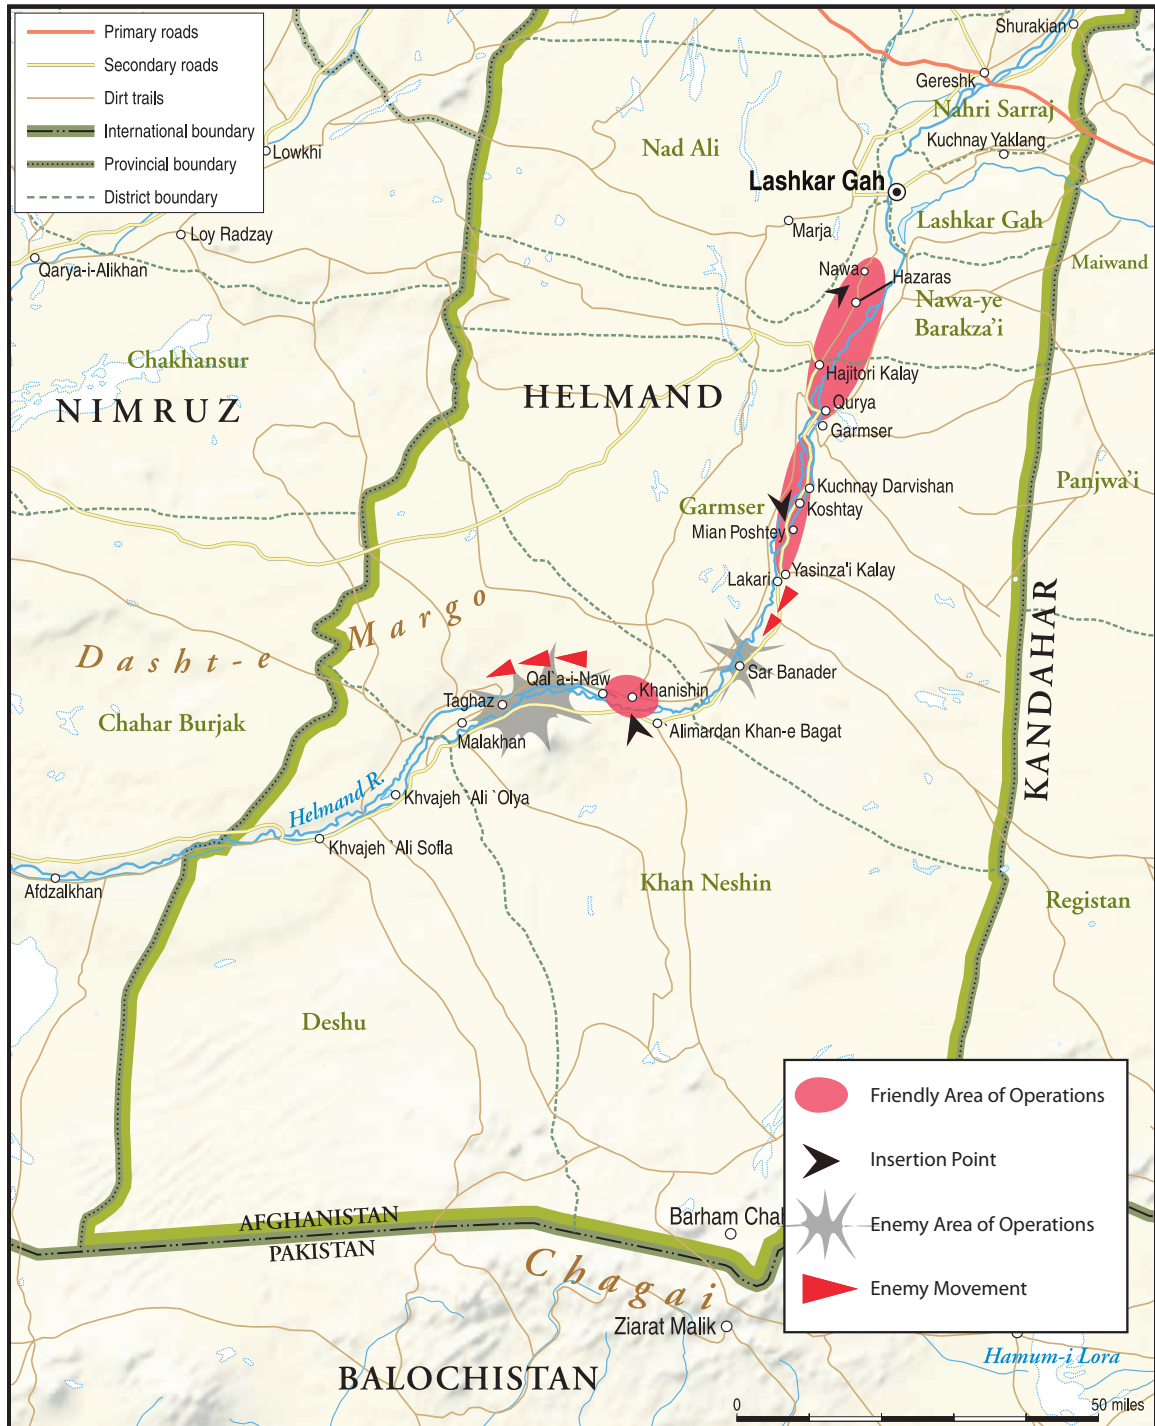 Primary roads
Secondary roads
Dirt trails
International boundary
Provincial boundary
District boundary
Shurakian
Gereshk
Nahri Sarraj
Kuchnay Yaklang
Lowkhi
Nad Ali
Lashkar Gah
Marja
Lashkar Gah
Loy Radzay
Qarya-i-Alikhan
Maiwand
Nawa
Hazaras
Nawa-ye
Barakza'i
Chakhansur
Hajitori Kalay
NIMRUZ
HELMAND
Qurya
Garmser
Panjwa'i
Kuchnay Darvishan
Garmser
Koshtay
Mian Poshtey
Lakari
Yasinza'i Kalay
KANDAHAR
Dasht-e
Margo
Sar Banader
Qal`a-i-Naw
Khanishin
Taghaz
Chahar Burjak
Malakhan
`Alimardan Khan-e Bagat
Helmand R.
Khvajeh `Ali `Olya
Khvajeh `Ali Sofla
Afdzalkhan
Khan Neshin
Registan
Deshu
Friendly Area of Operations
Insertion Point
Enemy Area of Operations
Enemy Movement
AFGHANISTAN
PAKISTAN
Barham Chal
Chagai
Ziarat Malik
Hamum-i Lora
BALOCHISTAN
0
50 miles